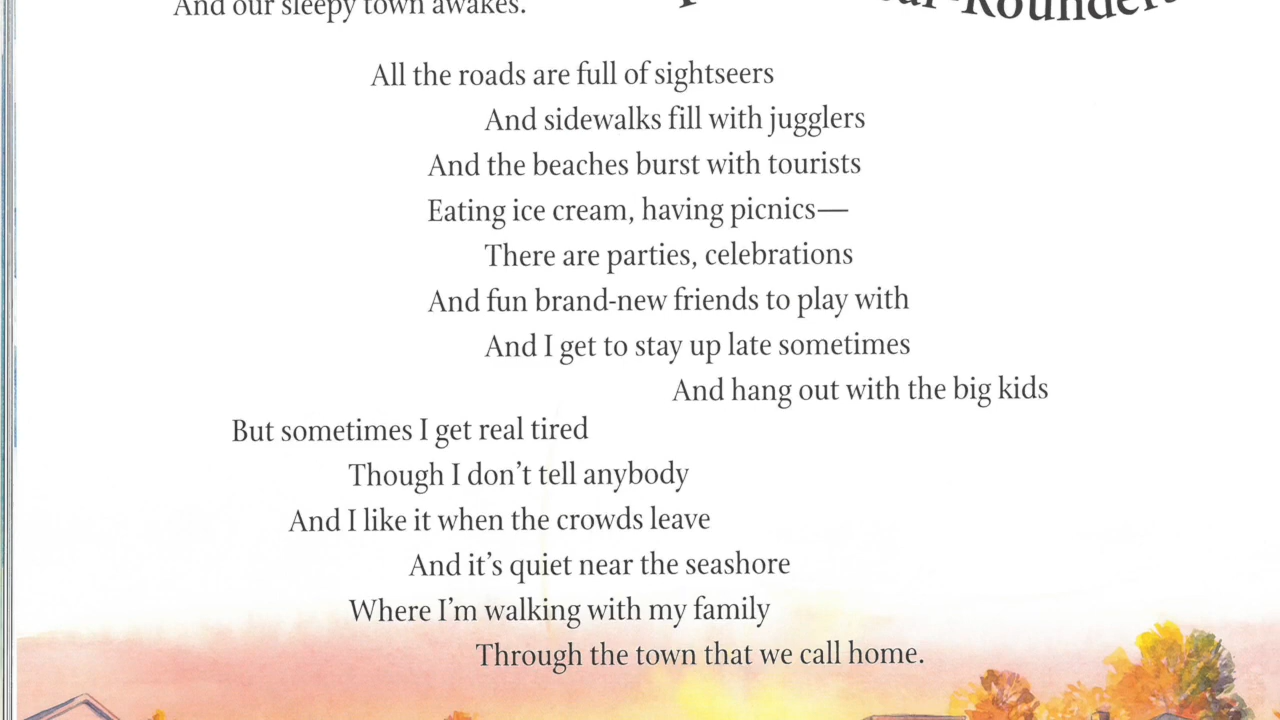 And our sleepy town awakes.
All the roads are full of sightseers
And sidewalks fill with jugglers
And the beaches burst with tourists
Eating ice cream, having picnics—
There are parties, celebrations
And fun brand-new friends to play with
And I get to stay up late sometimes
And hang out with the big kids
But sometimes I get real tired
Though I don’t tell anybody
And I like it when the crowds leave
And it’s quiet near the seashore
Where I’m walking with my family
Through the town that we call home.